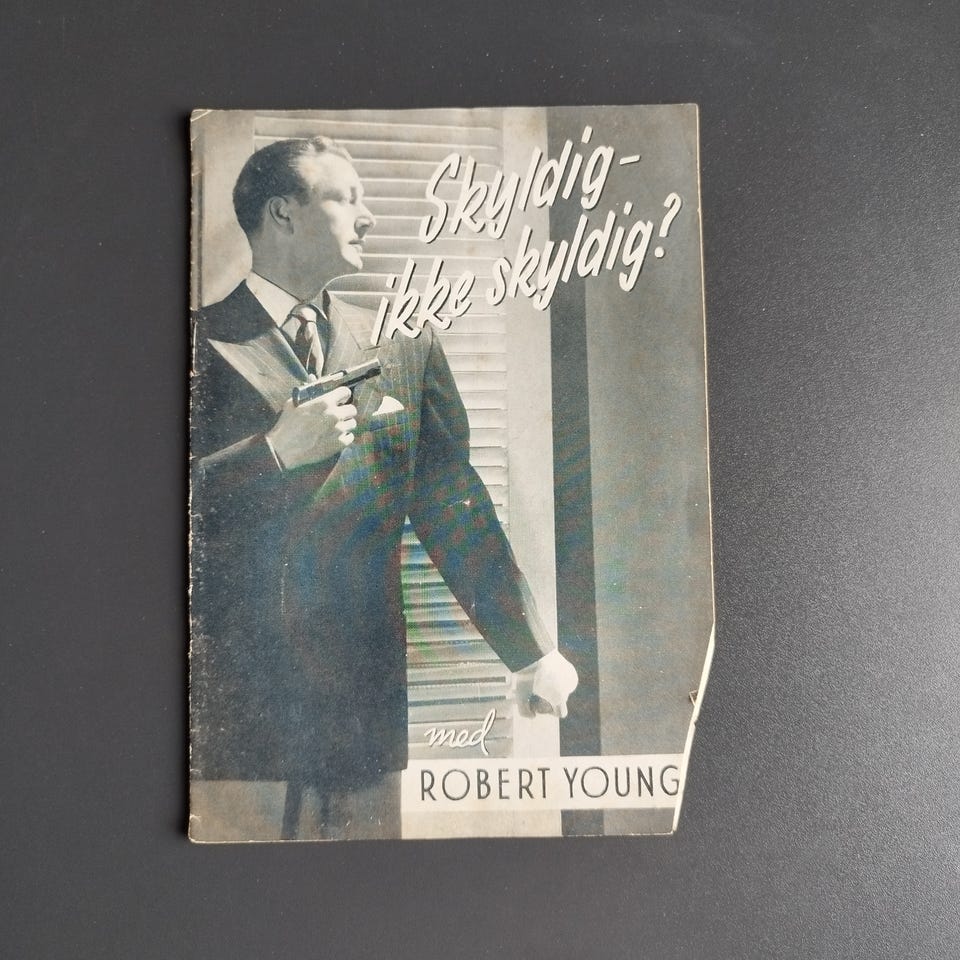 Skyldig-
ikke skyldig?
med
ROBERT YOUNG